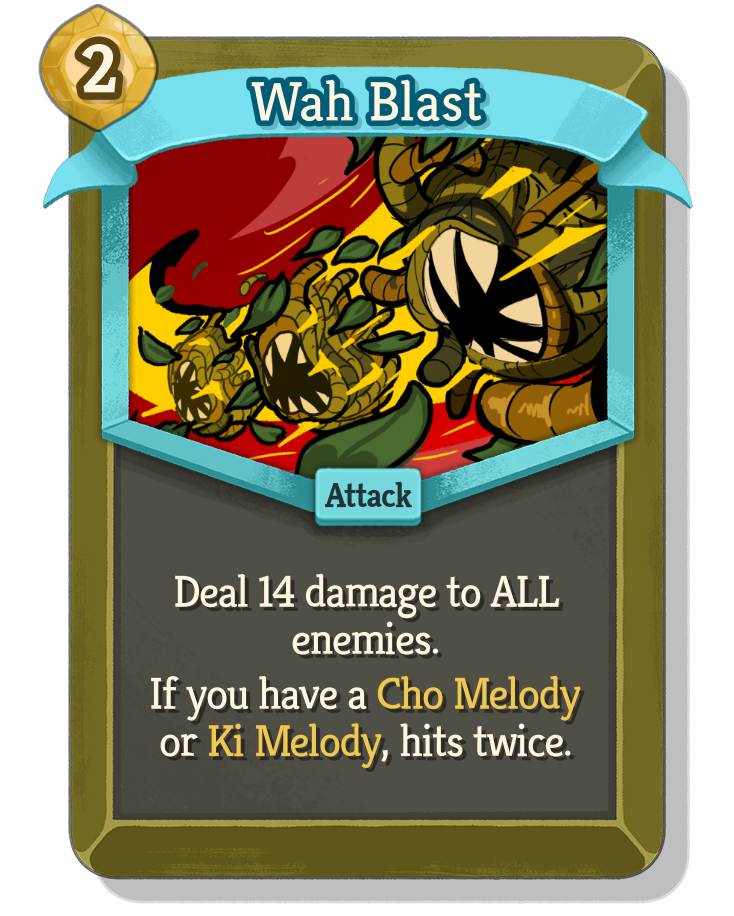 2
Wah Blast
Attack
Deal 14 damage to ALL
enemies.
If you have a Cho Melody
or Ki Melody, hits twice.